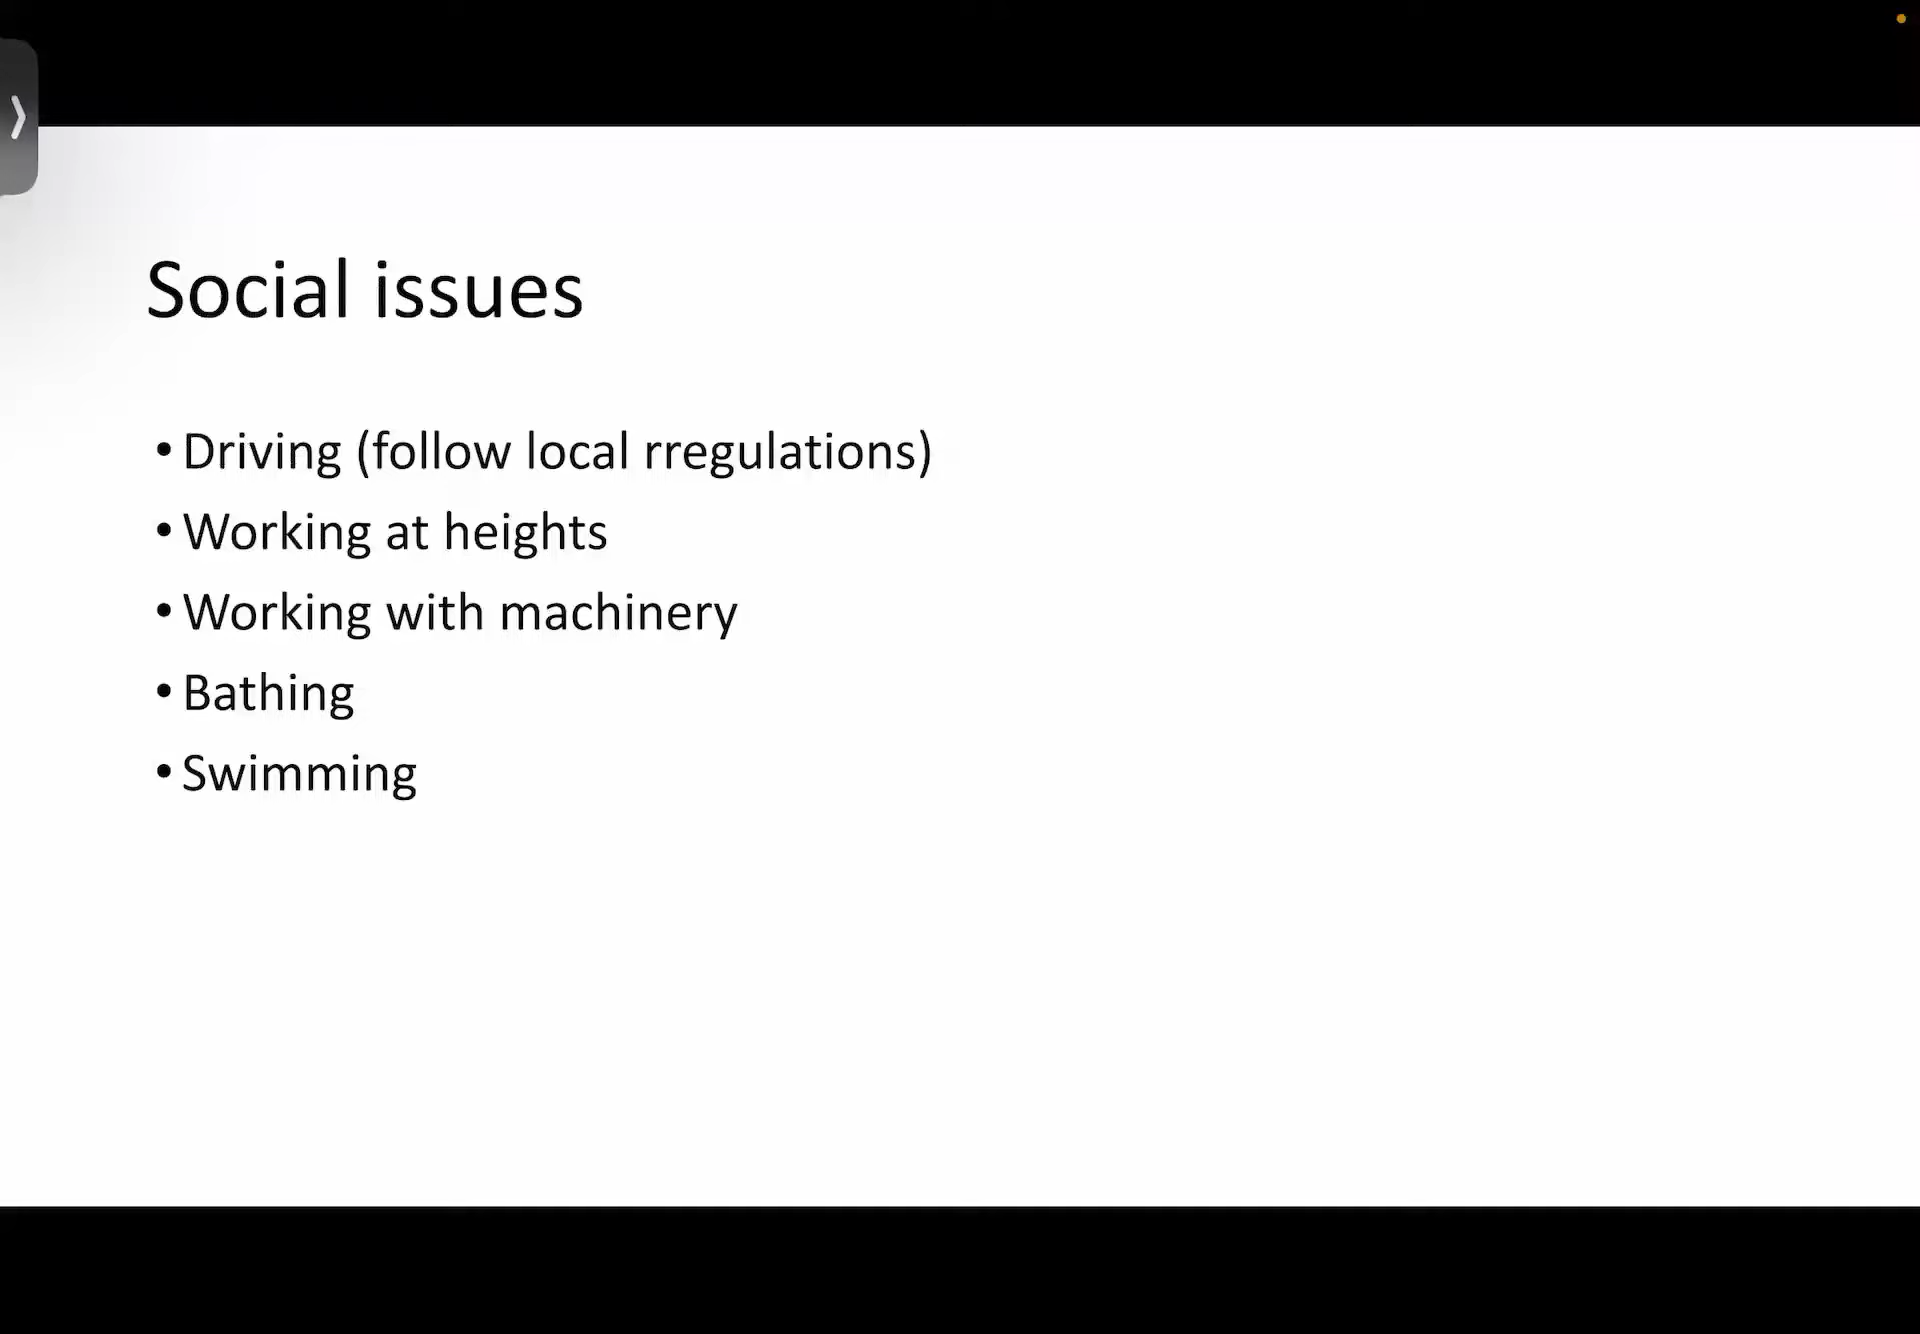 Social issues
• Driving (follow local rregulations)
• Working at heights
• Working with machinery
• Bathing
• Swimming